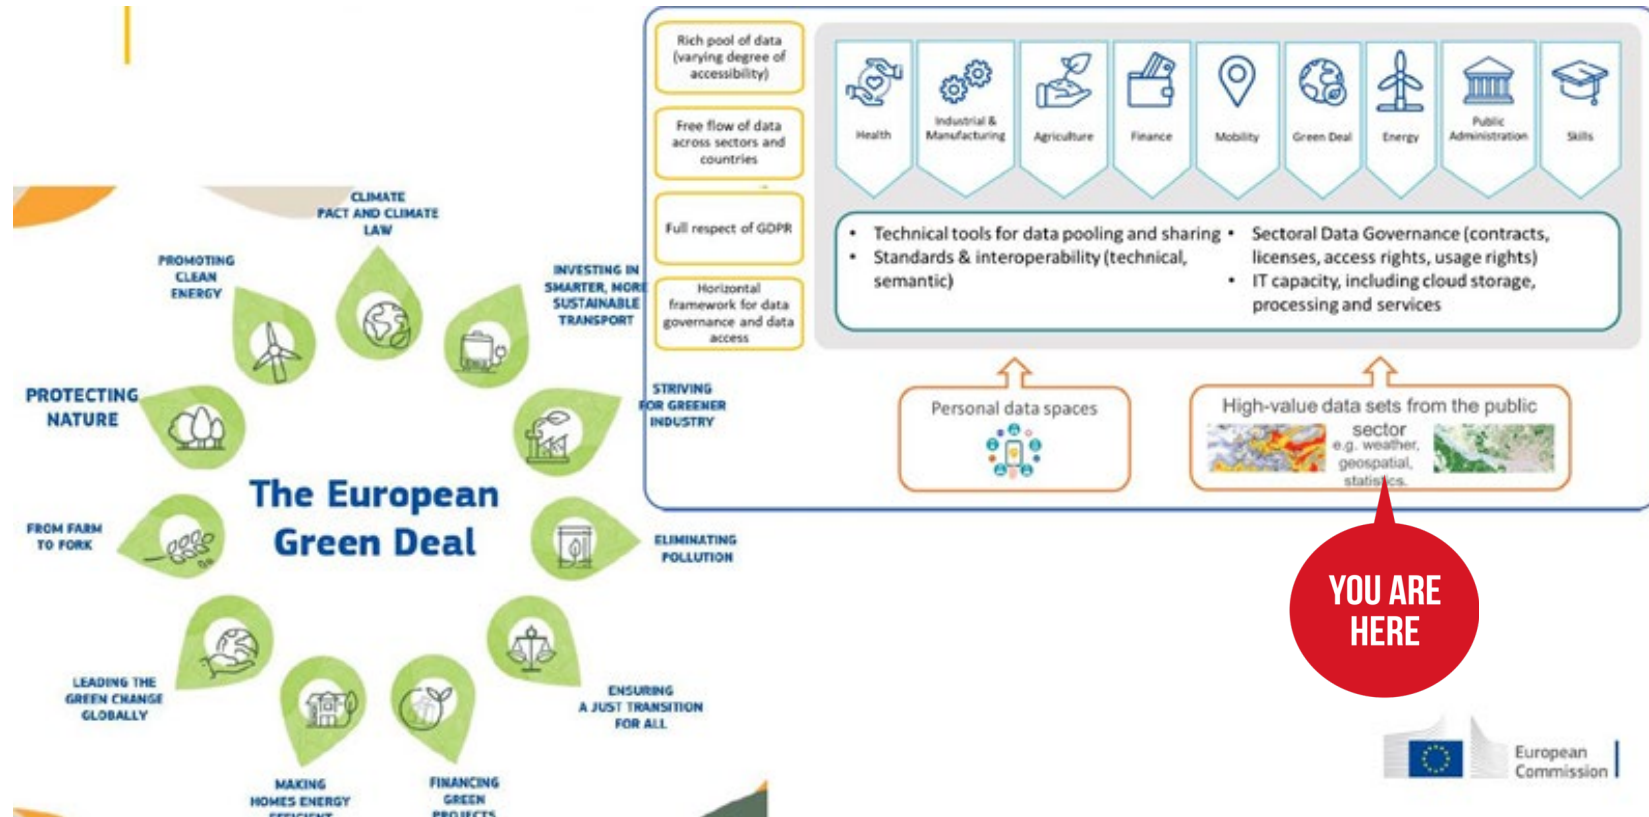 Rich pool of data
(varying degree of
accessibility)
Free flow of data
across sectors and
countries
Full respect of GDPR
Horizontal
framework for data
governance and data
access
Health
Industrial &
Manufacturing
Agriculture
Finance
Mobility
Green Deal
Energy
Public
Administration
Skills
• Technical tools for data pooling and sharing
• Standards & interoperability (technical,
semantic)
• Sectoral Data Governance (contracts,
licenses, access rights, usage rights)
• IT capacity, including cloud storage,
processing and services
Personal data spaces
High-value data sets from the public
sector
e.g. weather,
geospatial,
statistics.
YOU ARE
HERE
CLIMATE
PACT AND CLIMATE
LAW
PROMOTING
CLEAN
ENERGY
INVESTING IN
SMARTER, MORE
SUSTAINABLE
TRANSPORT
PROTECTING
NATURE
STRIVING
FOR GREENER
INDUSTRY
The European
Green Deal
FROM FARM
TO FORK
ELIMINATING
POLLUTION
LEADING THE
GREEN CHANGE
GLOBALLY
ENSURING
A JUST TRANSITION
FOR ALL
MAKING
HOMES ENERGY
EFFICIENT
FINANCING
GREEN
PROJECTS
European
Commission